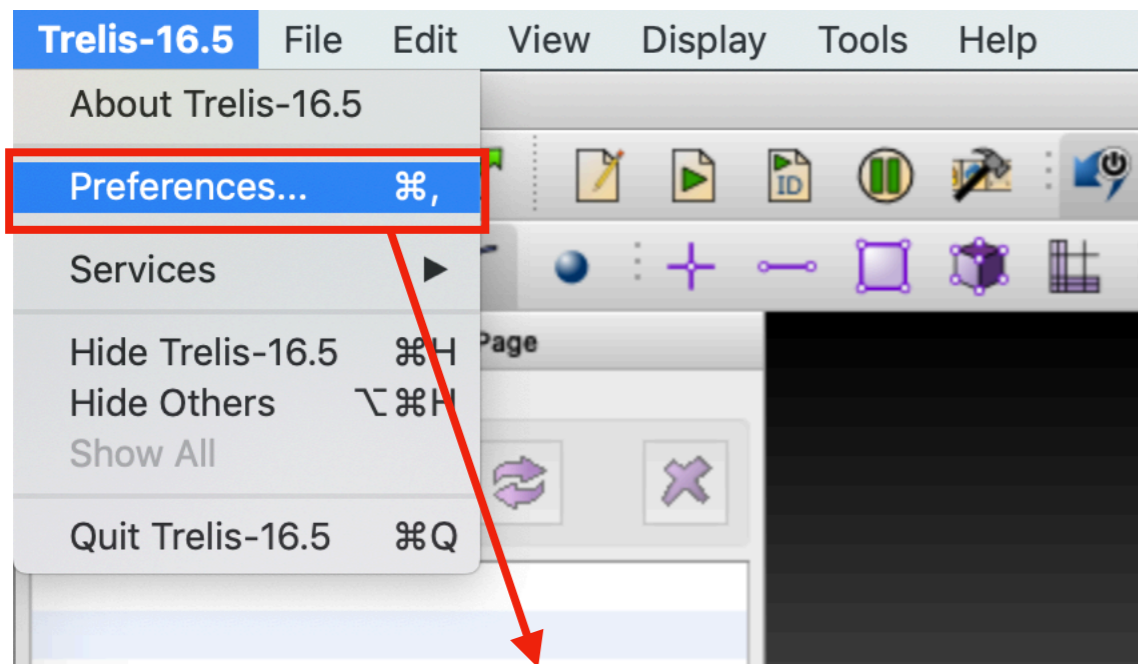 Trelis-16.5 File Edit View Display Tools Help
About Trelis-16.5
Preferences... ⌘,
ID
Services ▶
Page
Hide Trelis-16.5 ⌘H
Hide Others ⌥⌘H
Show All
Quit Trelis-16.5 ⌘Q